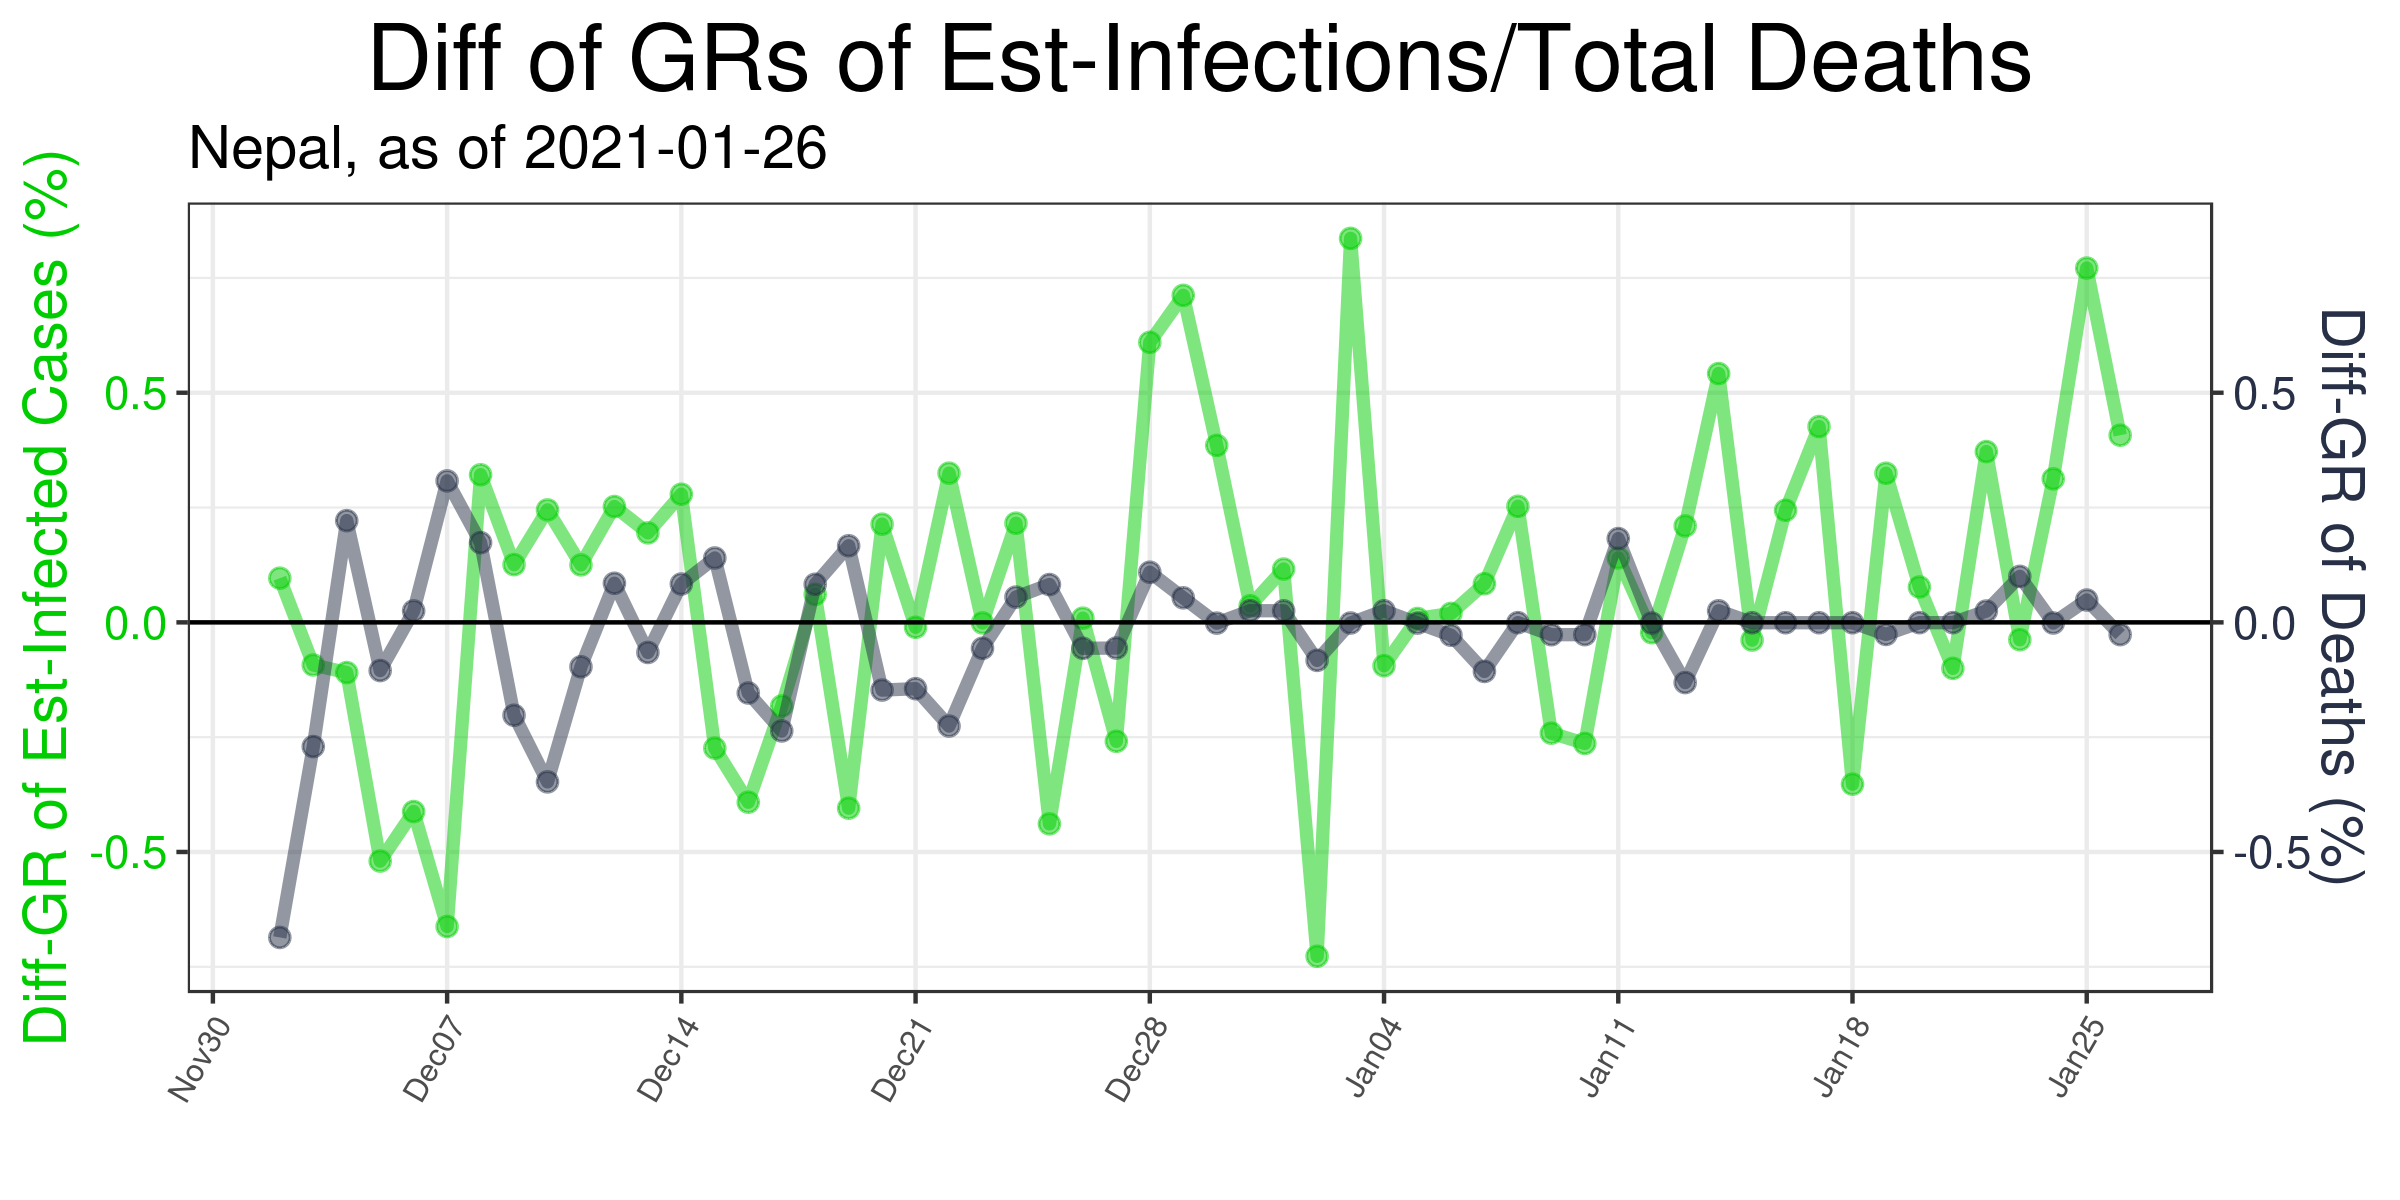 Diff of GRs of Est-Infections/Total Deaths
Nepal, as of 2021-01-26
Diff-GR of Est-Infected Cases (%)
0.5
0.0
-0.5
0.5
0.0
-0.5
Diff-GR of Deaths (%)
Nov30
Dec07
Dec14
Dec21
Dec28
Jan04
Jan11
Jan18
Jan25